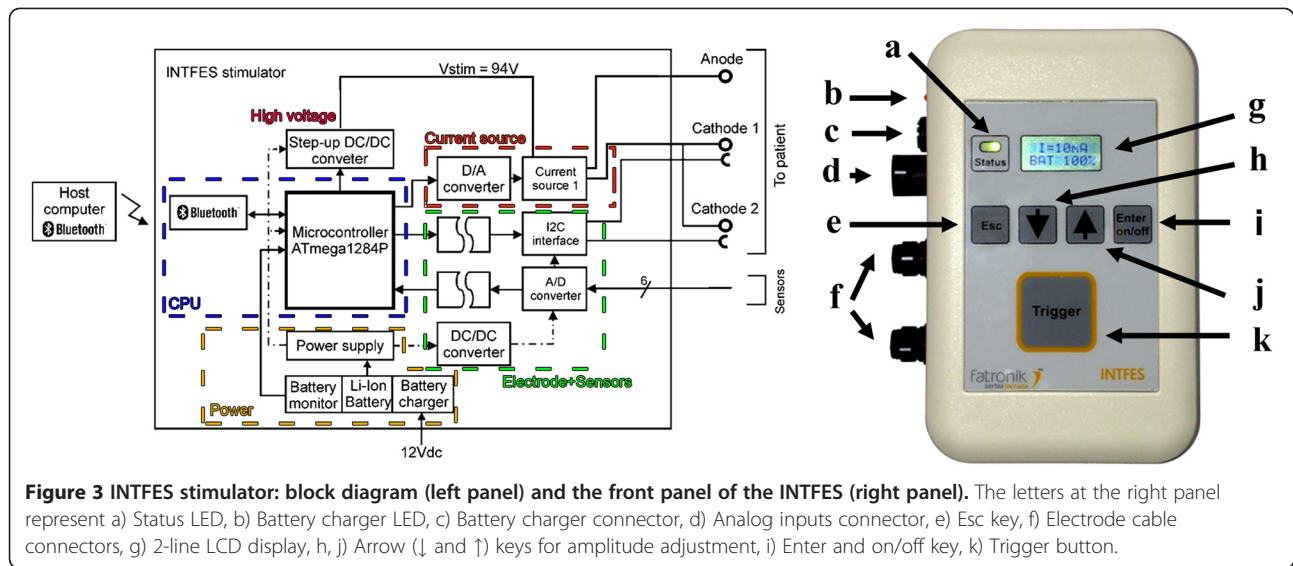 INTFES stimulator
Vstim = 94V
High voltage
Step-up DC/DC
conveter
Current source
D/A
converter
Current
source 1
Anode
Cathode 1
Cathode 2
To patient
Host
computer
Bluetooth
Bluetooth
Microcontroller
ATmega1284P
I2C
interface
A/D
converter
6
Sensors
CPU
Power supply
DC/DC
converter
Electrode+Sensors
Battery
monitor
Li-Ion
Battery
Battery
charger
Power
12Vdc
a
b
c
d
e
f
g
h
i
j
k
Status
I=10mA
BAT 100%
Esc
Enter
on/off
Trigger
Fatronik
serbia tecnalia
INTFES
Figure 3 INTFES stimulator: block diagram (left panel) and the front panel of the INTFES (right panel). The letters at the right panel
represent a) Status LED, b) Battery charger LED, c) Battery charger connector, d) Analog inputs connector, e) Esc key, f) Electrode cable
connectors, g) 2-line LCD display, h, j) Arrow (↓ and ↑) keys for amplitude adjustment, i) Enter and on/off key, k) Trigger button.